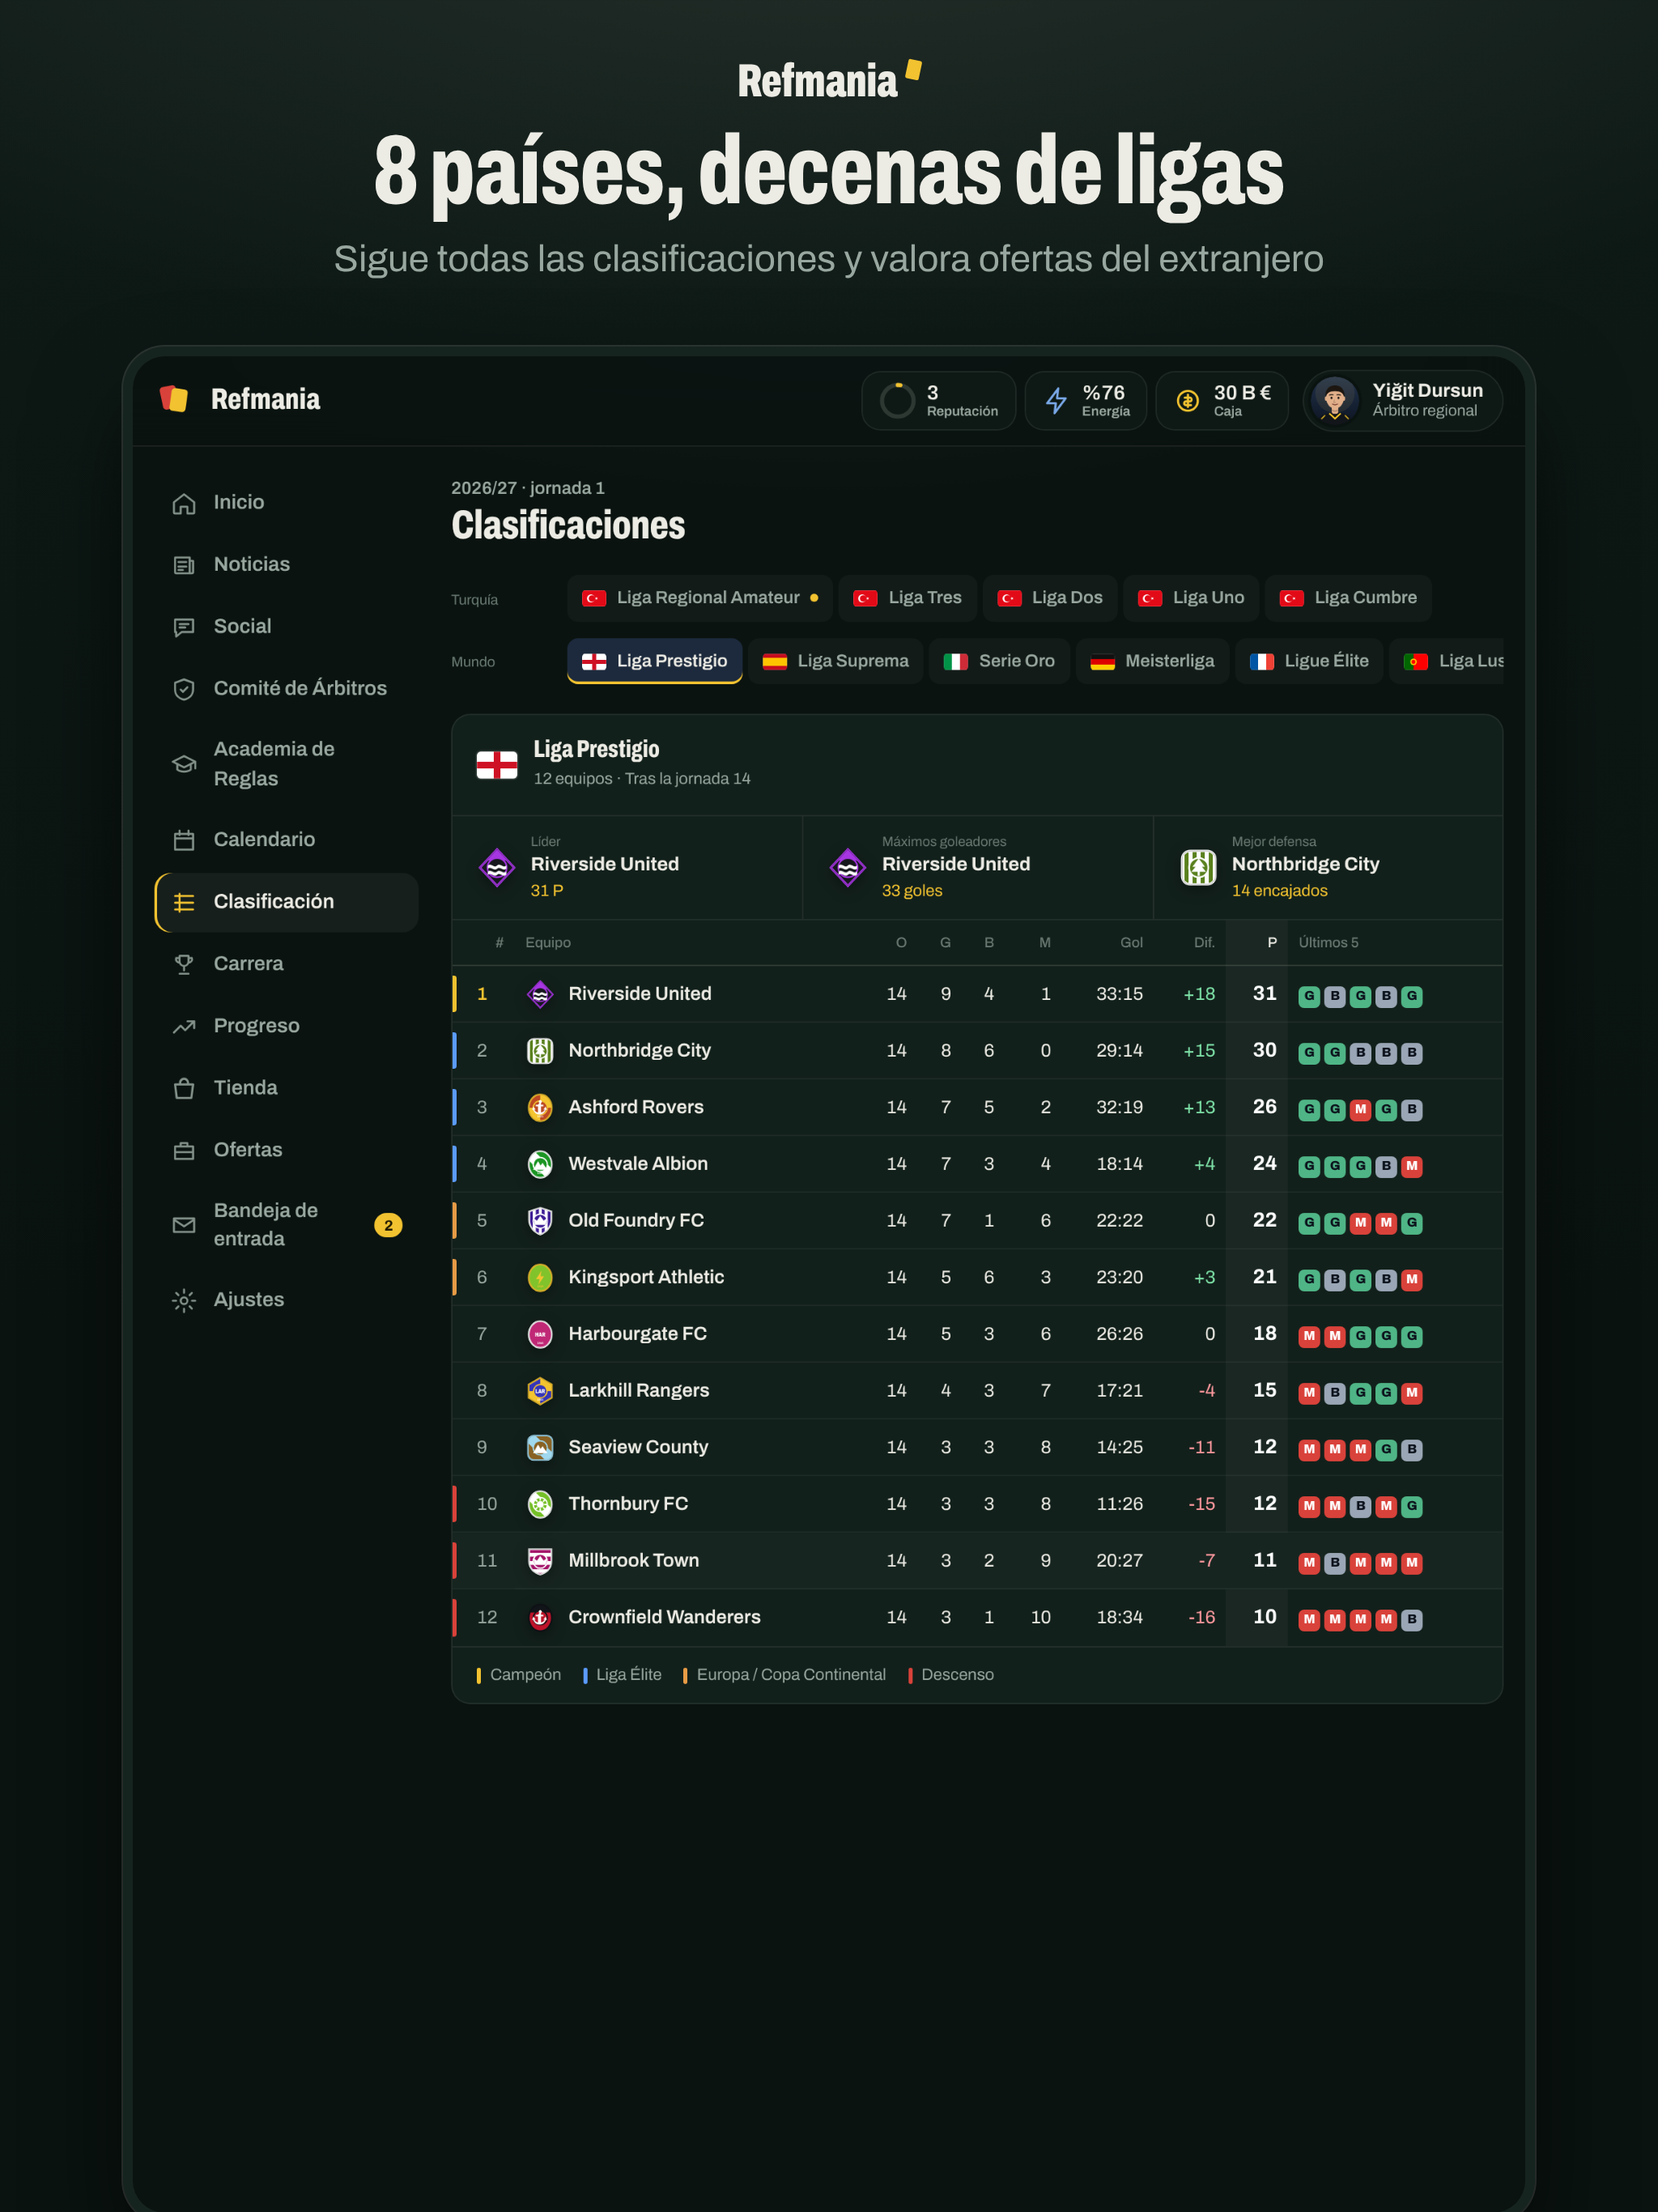 Refmania
8 países, decenas de ligas
Sigue todas las clasificaciones y valora ofertas del extranjero
Refmania
3
Reputación
%76
Energía
30 B €
Caja
Yiğit Dursun
Árbitro regional
Inicio
Noticias
Social
Comité de Árbitros
Academia de
Reglas
Calendario
Clasificación
Carrera
Progreso
Tienda
Ofertas
Bandeja de
entrada
2
Ajustes
2026/27 · jornada 1
Clasificaciones
Turquía Liga Regional Amateur Liga Tres Liga Dos Liga Uno Liga Cumbre
Mundo Liga Prestigio Liga Suprema Serie Oro Meisterliga Ligue Élite Liga Lus
Liga Prestigio
12 equipos · Tras la jornada 14
Líder
Riverside United
31 P
Máximos goleadores
Riverside United
33 goles
Mejor defensa
Northbridge City
14 encajados
# Equipo O G B M Gol Dif. P Últimos 5
1 Riverside United 14 9 4 1 33:15 +18 31 G B G B G
2 Northbridge City 14 8 6 0 29:14 +15 30 G G B B B
3 Ashford Rovers 14 7 5 2 32:19 +13 26 G G M G B
4 Westvale Albion 14 7 3 4 18:14 +4 24 G G G B M
5 Old Foundry FC 14 7 1 6 22:22 0 22 G G M M G
6 Kingsport Athletic 14 5 6 3 23:20 +3 21 G B G B M
7 HAR Harbourgate FC 14 5 3 6 26:26 0 18 M M G G G
8 LAR Larkhill Rangers 14 4 3 7 17:21 -4 15 M B G G M
9 Seaview County 14 3 3 8 14:25 -11 12 M M M G B
10 Thornbury FC 14 3 3 8 11:26 -15 12 M M B M G
11 Millbrook Town 14 3 2 9 20:27 -7 11 M B M M M
12 Crownfield Wanderers 14 3 1 10 18:34 -16 10 M M M M B
Campeón Liga Élite Europa / Copa Continental Descenso